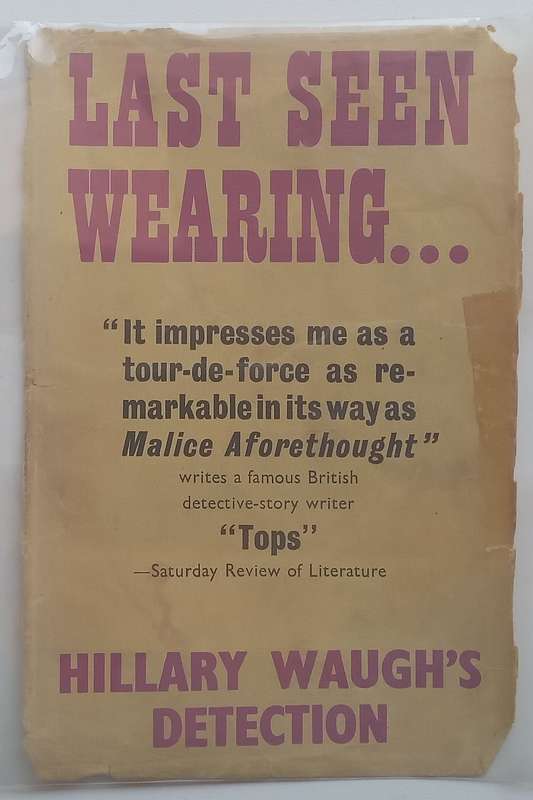 LAST SEEN
WEARING...
“It impresses me as a
tour-de-force as re-
markable in its way as
Malice Aforethought”
writes a famous British
detective-story writer
“Tops”
—Saturday Review of Literature
HILLARY WAUGH'S
DETECTION